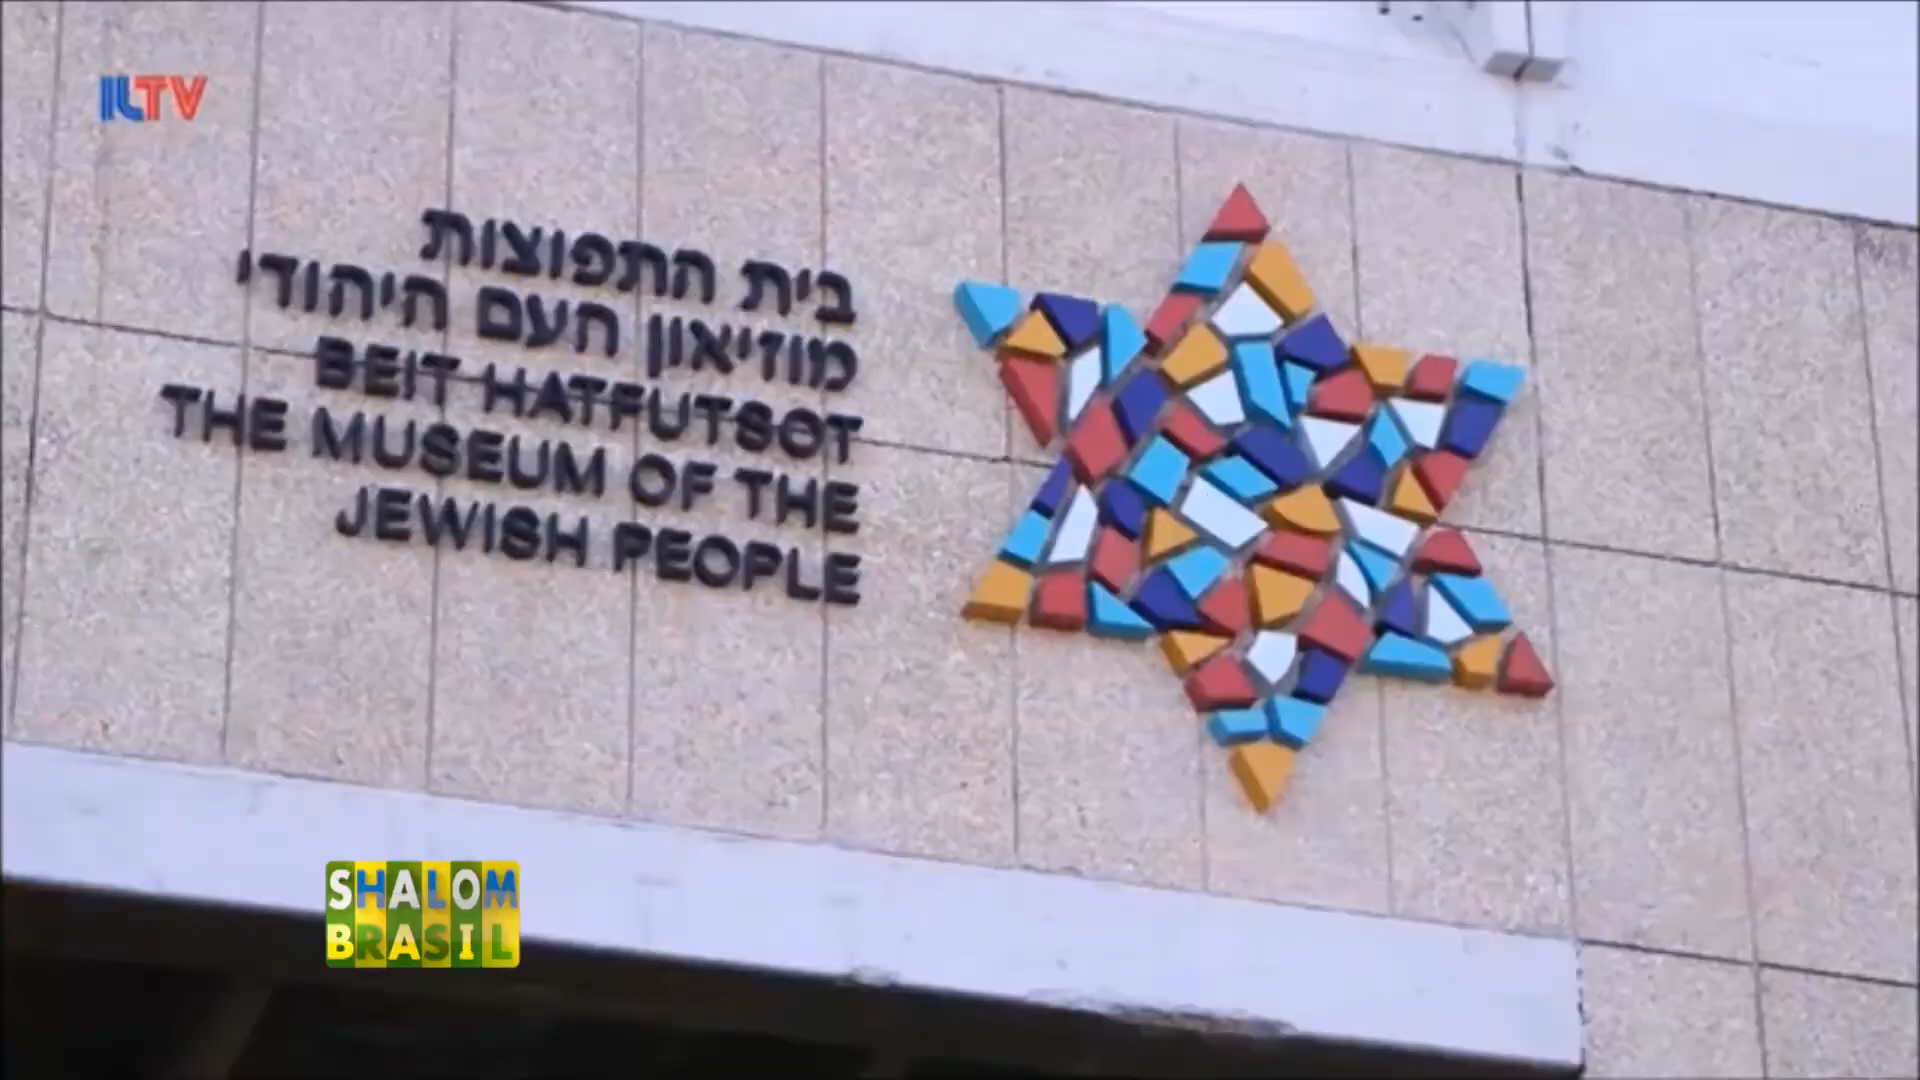 ILTV
בית התפוצות
מוזיאון העם היהודי
BEIT HATFUTSOT
THE MUSEUM OF THE
JEWISH PEOPLE
SHALOM
BRASIL